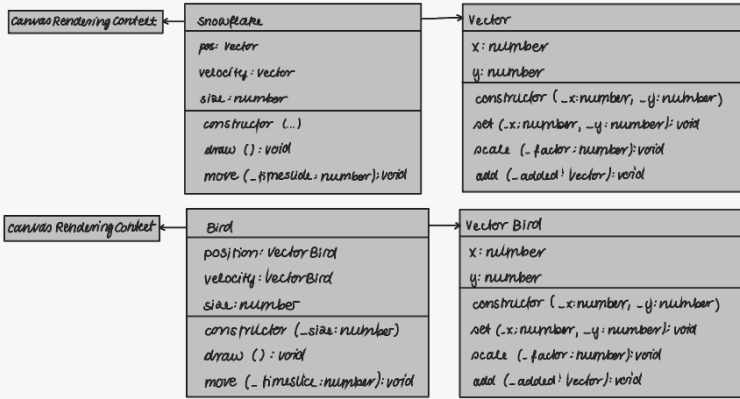 Canvas Rendering Context
Snowflake
pos: Vector
velocity: Vector
size: number
constructor (...)
draw (): void
move (_timeslice: number): void
Vector
x: number
y: number
constructor (_x: number, _y: number)
set (_x: number, _y: number): void
scale (_factor: number): void
add (_added: Vector): void
Canvas Rendering Context
Bird
position: VectorBird
velocity: VectorBird
size: number
constructor (_size: number)
draw (): void
move (_timeslice: number): void
Vector Bird
x: number
y: number
constructor (_x: number, _y: number)
set (_x: number, _y: number): void
scale (_factor: number): void
add (_added: Vector): void